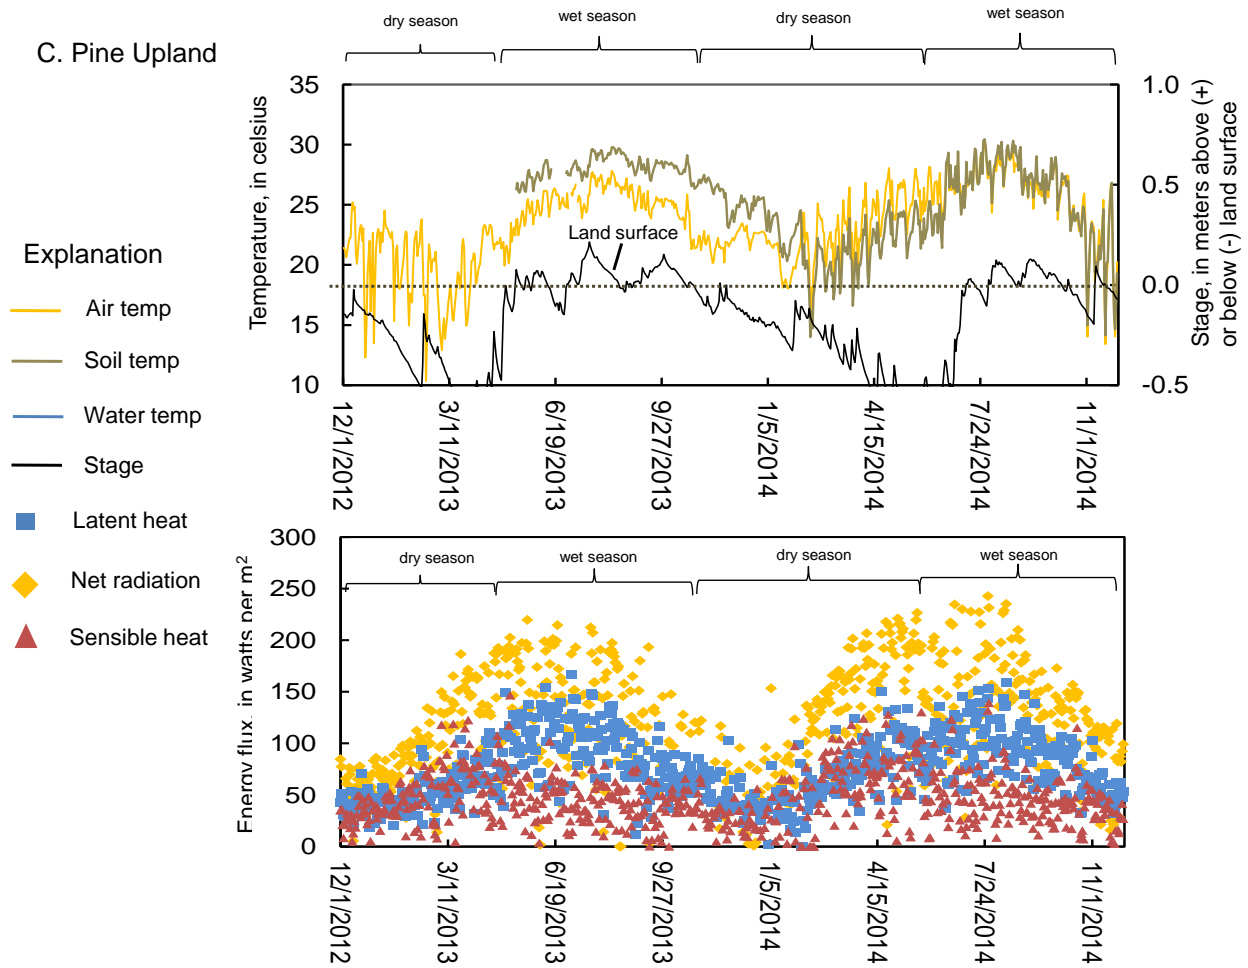 C. Pine Upland
dry season
wet season
dry season
wet season
Temperature, in celsius
35
30
25
20
15
10
Land surface
1.0
0.5
0.0
-0.5
Stage, in meters above (+)
or below (-) land surface
12/1/2012
3/11/2013
6/19/2013
9/27/2013
1/5/2014
4/15/2014
7/24/2014
11/1/2014
Explanation
Air temp
Soil temp
Water temp
Stage
Latent heat
Net radiation
Sensible heat
Energy flux, in watts per m²
300
250
200
150
100
50
0
dry season
wet season
dry season
wet season
12/1/2012
3/11/2013
6/19/2013
9/27/2013
1/5/2014
4/15/2014
7/24/2014
11/1/2014